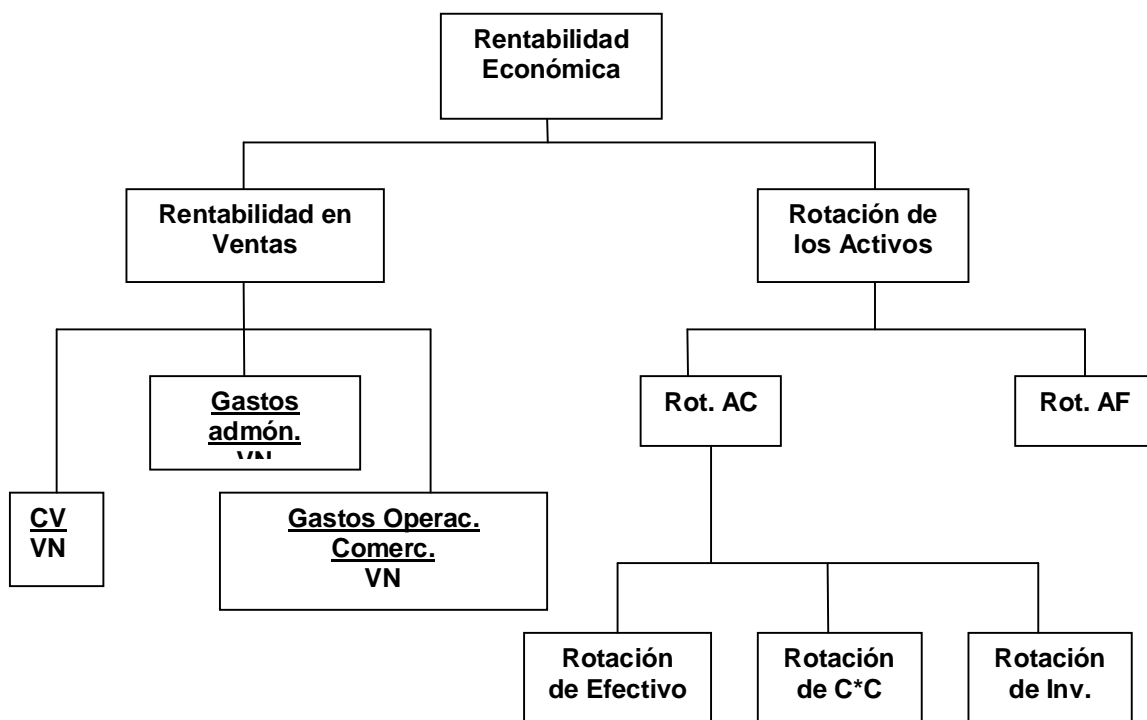 Rentabilidad
Económica
Rentabilidad en
Ventas
Rotación de
los Activos
Gastos
admón.
VN
Rot. AC
Rot. AF
CV
VN
Gastos Operac.
Comerc.
VN
Rotación
de Efectivo
Rotación
de C*C
Rotación
de Inv.